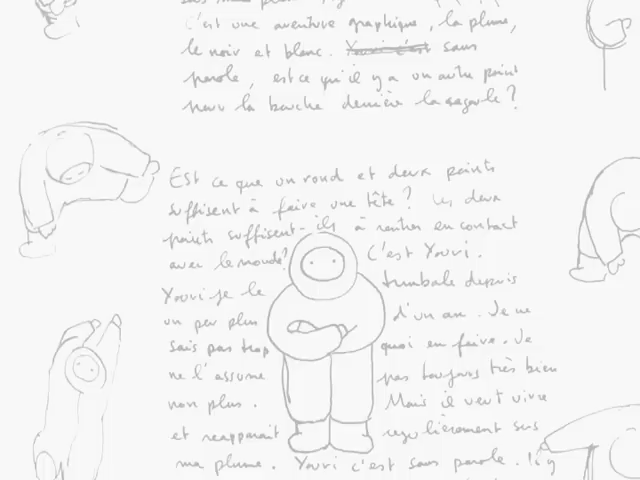 C'est une aventure graphique, la plume,
le noir et blanc. Youri c'est sans
parole, est ce qu'il y a un autre point
pour la bouche derrière la cagoule ?
Est ce que un rond et deux points
suffisent à faire une tête ? Les deux
points suffisent-ils à rentrer en contact
avec le monde ? C'est Youri.
Youri je le trimbale depuis
un peu plus d'un an. Je ne
sais pas trop quoi en faire. Je
ne l'assume pas toujours très bien
non plus. Mais il veut vivre
et reapparait regulièrement sous
ma plume. Youri c'est sans parole. Il y